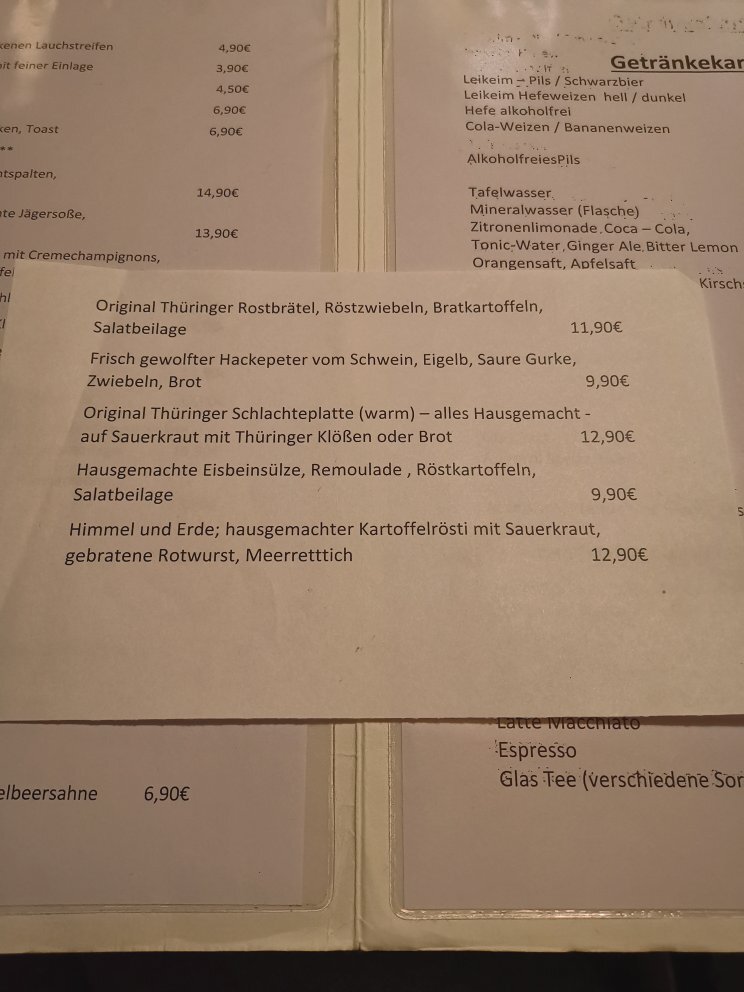 kenen Lauchstreifen 4,90€
it feiner Einlage 3,90€
4,50€
6,90€
ken, Toast 6,90€
**
tspalten,
14,90€
te Jägersoße,
13,90€
mit Cremechampignons,
fel
Getränkekar
Leikeim – Pils / Schwarzbier
Leikeim Hefeweizen hell / dunkel
Hefe alkoholfrei
Cola-Weizen / Bananenweizen
AlkoholfreiesPils
Tafelwasser
Mineralwasser (Flasche)
Zitronenlimonade, Coca – Cola,
Tonic-Water, Ginger Ale, Bitter Lemon
Orangensaft, Apfelsaft
Kirsch
Original Thüringer Rostbrätel, Röstzwiebeln, Bratkartoffeln,
Salatbeilage 11,90€
Frisch gewolfter Hackepeter vom Schwein, Eigelb, Saure Gurke,
Zwiebeln, Brot 9,90€
Original Thüringer Schlachteplatte (warm) – alles Hausgemacht -
auf Sauerkraut mit Thüringer Klößen oder Brot 12,90€
Hausgemachte Eisbeinsülze, Remoulade , Röstkartoffeln,
Salatbeilage 9,90€
Himmel und Erde; hausgemachter Kartoffelrösti mit Sauerkraut,
gebratene Rotwurst, Meerretttich 12,90€
elbeersahne 6,90€
Latte Macchiato
Espresso
Glas Tee (verschiedene Sor